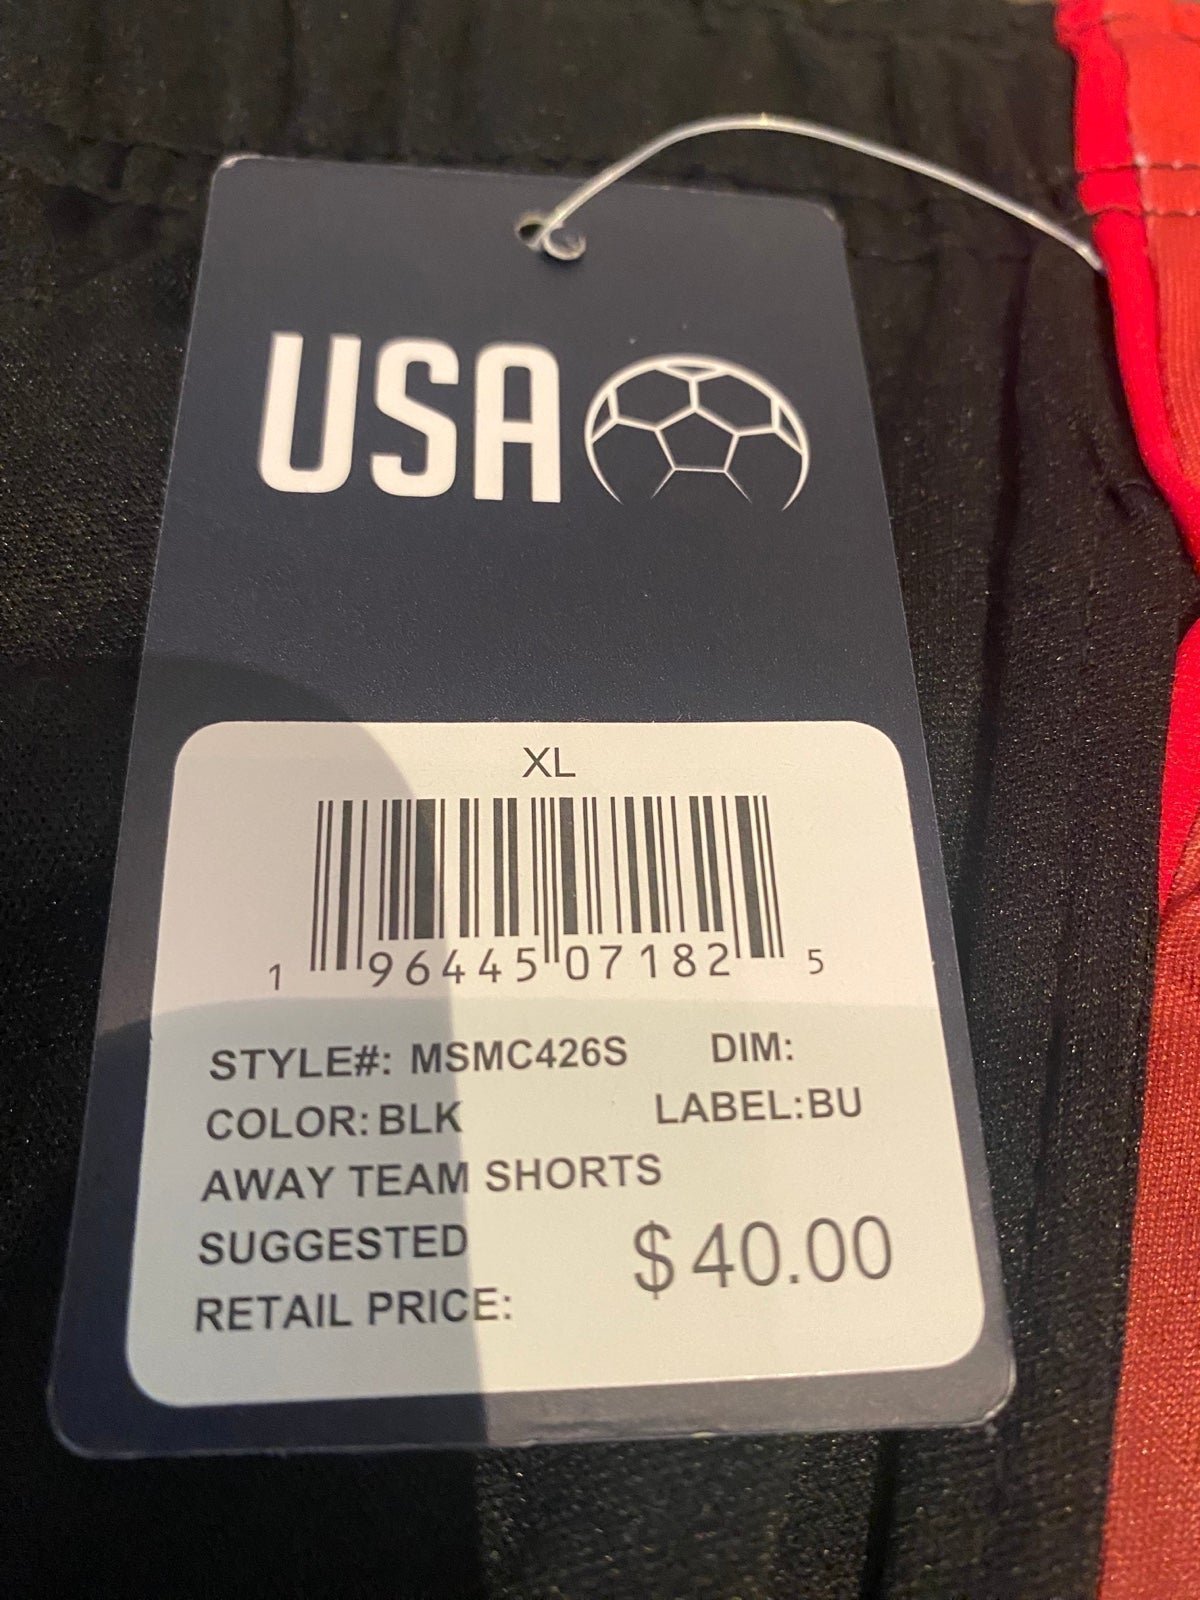 USA
XL
1 96445 07182 5
STYLE#: MSMC426S DIM:
COLOR: BLK LABEL:BU
AWAY TEAM SHORTS
SUGGESTED
RETAIL PRICE: $40.00